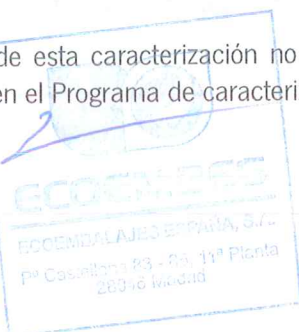 de esta caracterización no
en el Programa de caracteri
ECOEMBES
ECOEMBALAJES ESPAÑA, S.A.
Pº Castellana 83 - 85, 11ª Planta
28046 Madrid